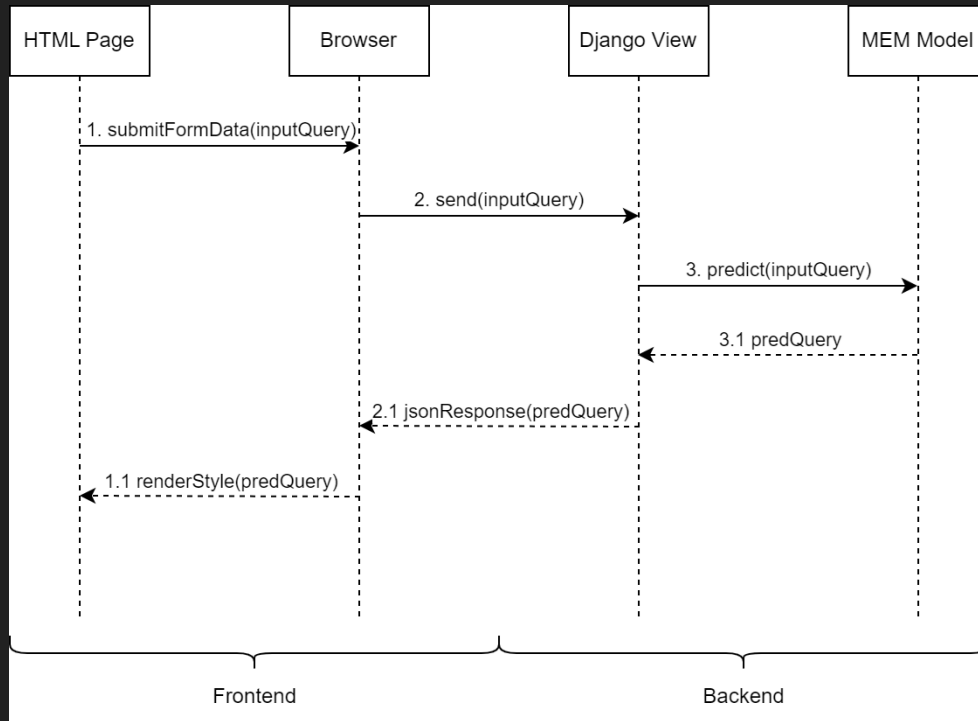 HTML Page
Browser
Django View
MEM Model
1. submitFormData(inputQuery)
2. send(inputQuery)
3. predict(inputQuery)
3.1 predQuery
2.1 jsonResponse(predQuery)
1.1 renderStyle(predQuery)
Frontend
Backend